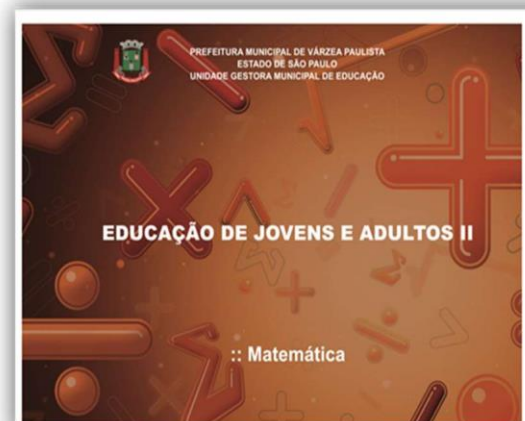 PREFEITURA MUNICIPAL DE VÁRZEA PAULISTA
ESTADO DE SÃO PAULO
UNIDADE GESTORA MUNICIPAL DE EDUCAÇÃO
EDUCAÇÃO DE JOVENS E ADULTOS II
:: Matemática